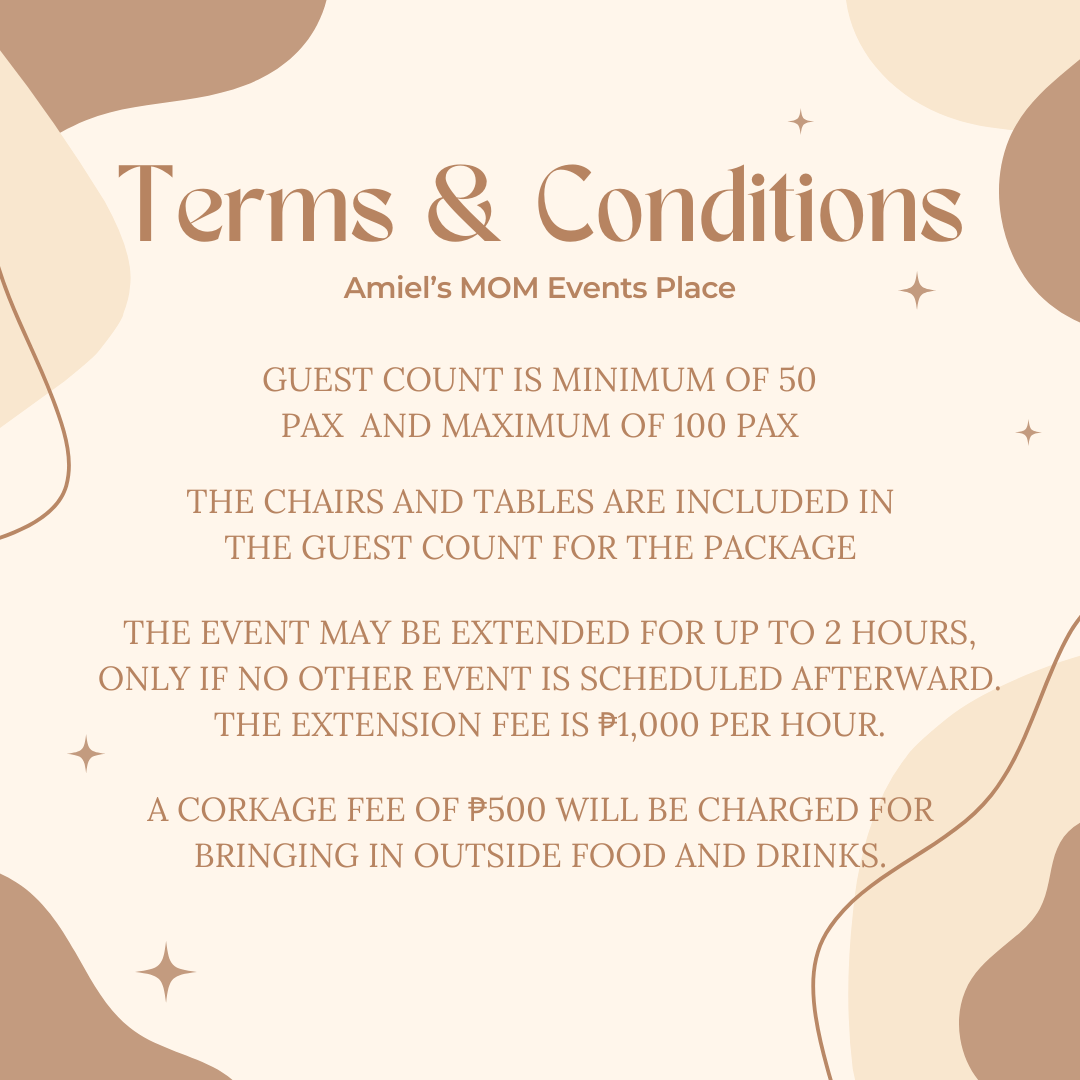 Terms & Conditions
Amiel’s MOM Events Place
GUEST COUNT IS MINIMUM OF 50
PAX  AND MAXIMUM OF 100 PAX
THE CHAIRS AND TABLES ARE INCLUDED IN
THE GUEST COUNT FOR THE PACKAGE
THE EVENT MAY BE EXTENDED FOR UP TO 2 HOURS,
ONLY IF NO OTHER EVENT IS SCHEDULED AFTERWARD.
THE EXTENSION FEE IS ₱1,000 PER HOUR.
A CORKAGE FEE OF ₱500 WILL BE CHARGED FOR
BRINGING IN OUTSIDE FOOD AND DRINKS.